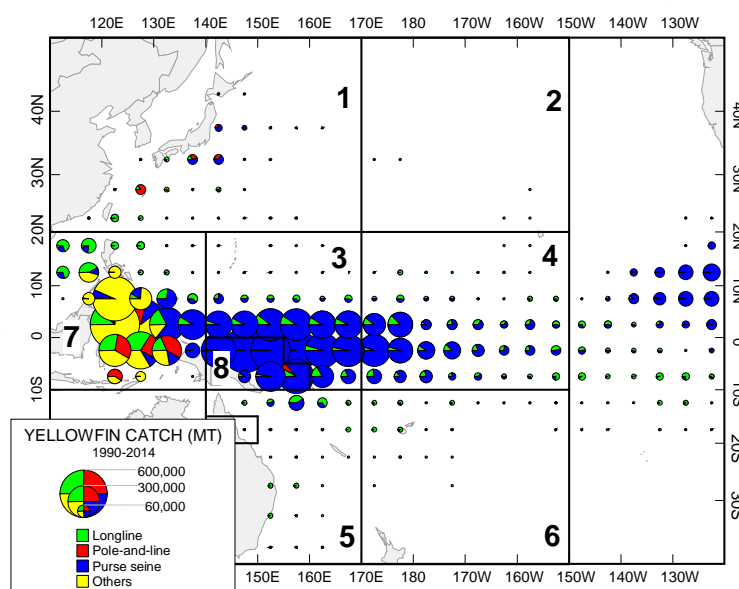 120E 130E 140E 150E 160E 170E 180 170W 160W 150W 140W 130W
40N 40N
30N 30N
20N 20N
10N 10N
0 0
10S 10S
20S
30S
1 2
3 4
7
8
5 6
YELLOWFIN CATCH (MT)
1990-2014
600,000
300,000
60,000
Longline
Pole-and-line
Purse seine
Others
150E 160E 170E 180 170W 160W 150W 140W 130W